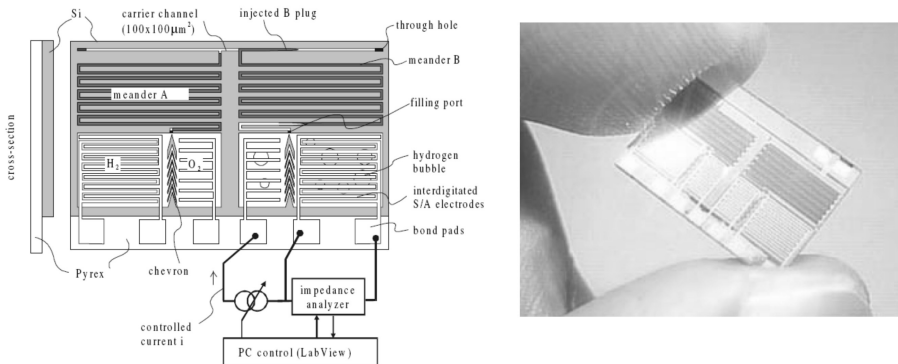 Si
carrier channel
(100x100μm²)
injected B plug
through hole
meander B
meander A
filling port
cross-section
H₂
O₂
hydrogen
bubble
interdigitated
S/A electrodes
bond pads
Pyrex
chevron
impedance
analyzer
controlled
current i
PC control (LabView)